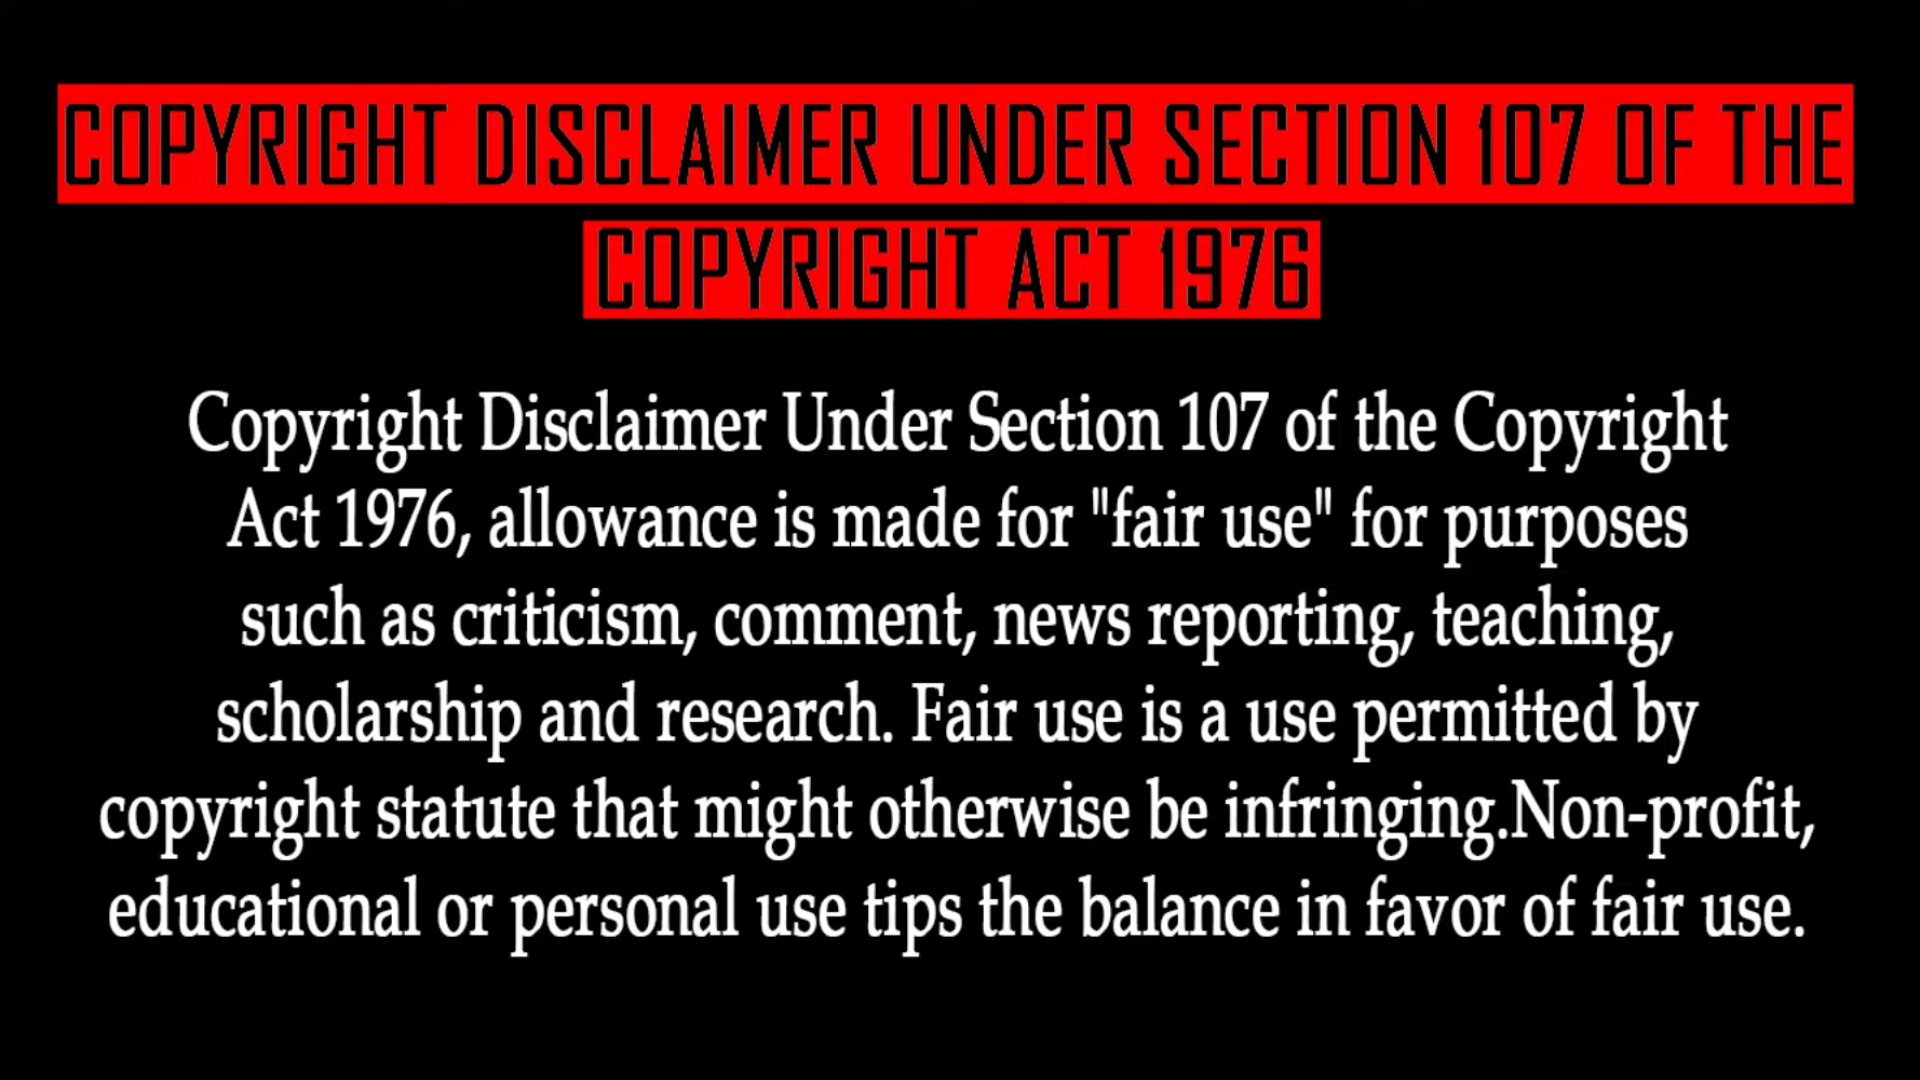 COPYRIGHT DISCLAIMER UNDER SECTION 107 OF THE
COPYRIGHT ACT 1976
Copyright Disclaimer Under Section 107 of the Copyright
Act 1976, allowance is made for "fair use" for purposes
such as criticism, comment, news reporting, teaching,
scholarship and research. Fair use is a use permitted by
copyright statute that might otherwise be infringing.Non-profit,
educational or personal use tips the balance in favor of fair use.